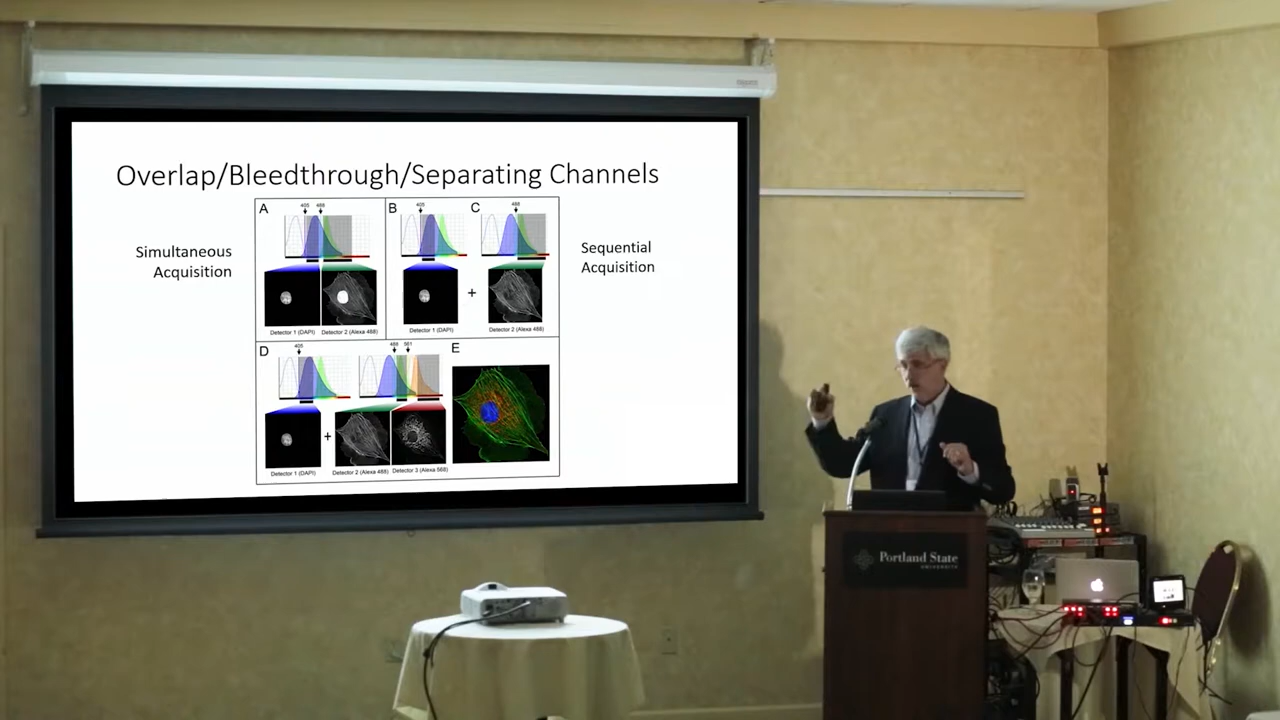 Overlap/Bleedthrough/Separating Channels
Simultaneous
Acquisition
A
405 488
Detector 1 (DAPI) Detector 2 (Alexa 488)
B
405
C
488
+
Detector 1 (DAPI) Detector 2 (Alexa 488)
Sequential
Acquisition
D
405
488 561
+
Detector 1 (DAPI) Detector 2 (Alexa 488) Detector 3 (Alexa 568)
E
Portland State
UNIVERSITY